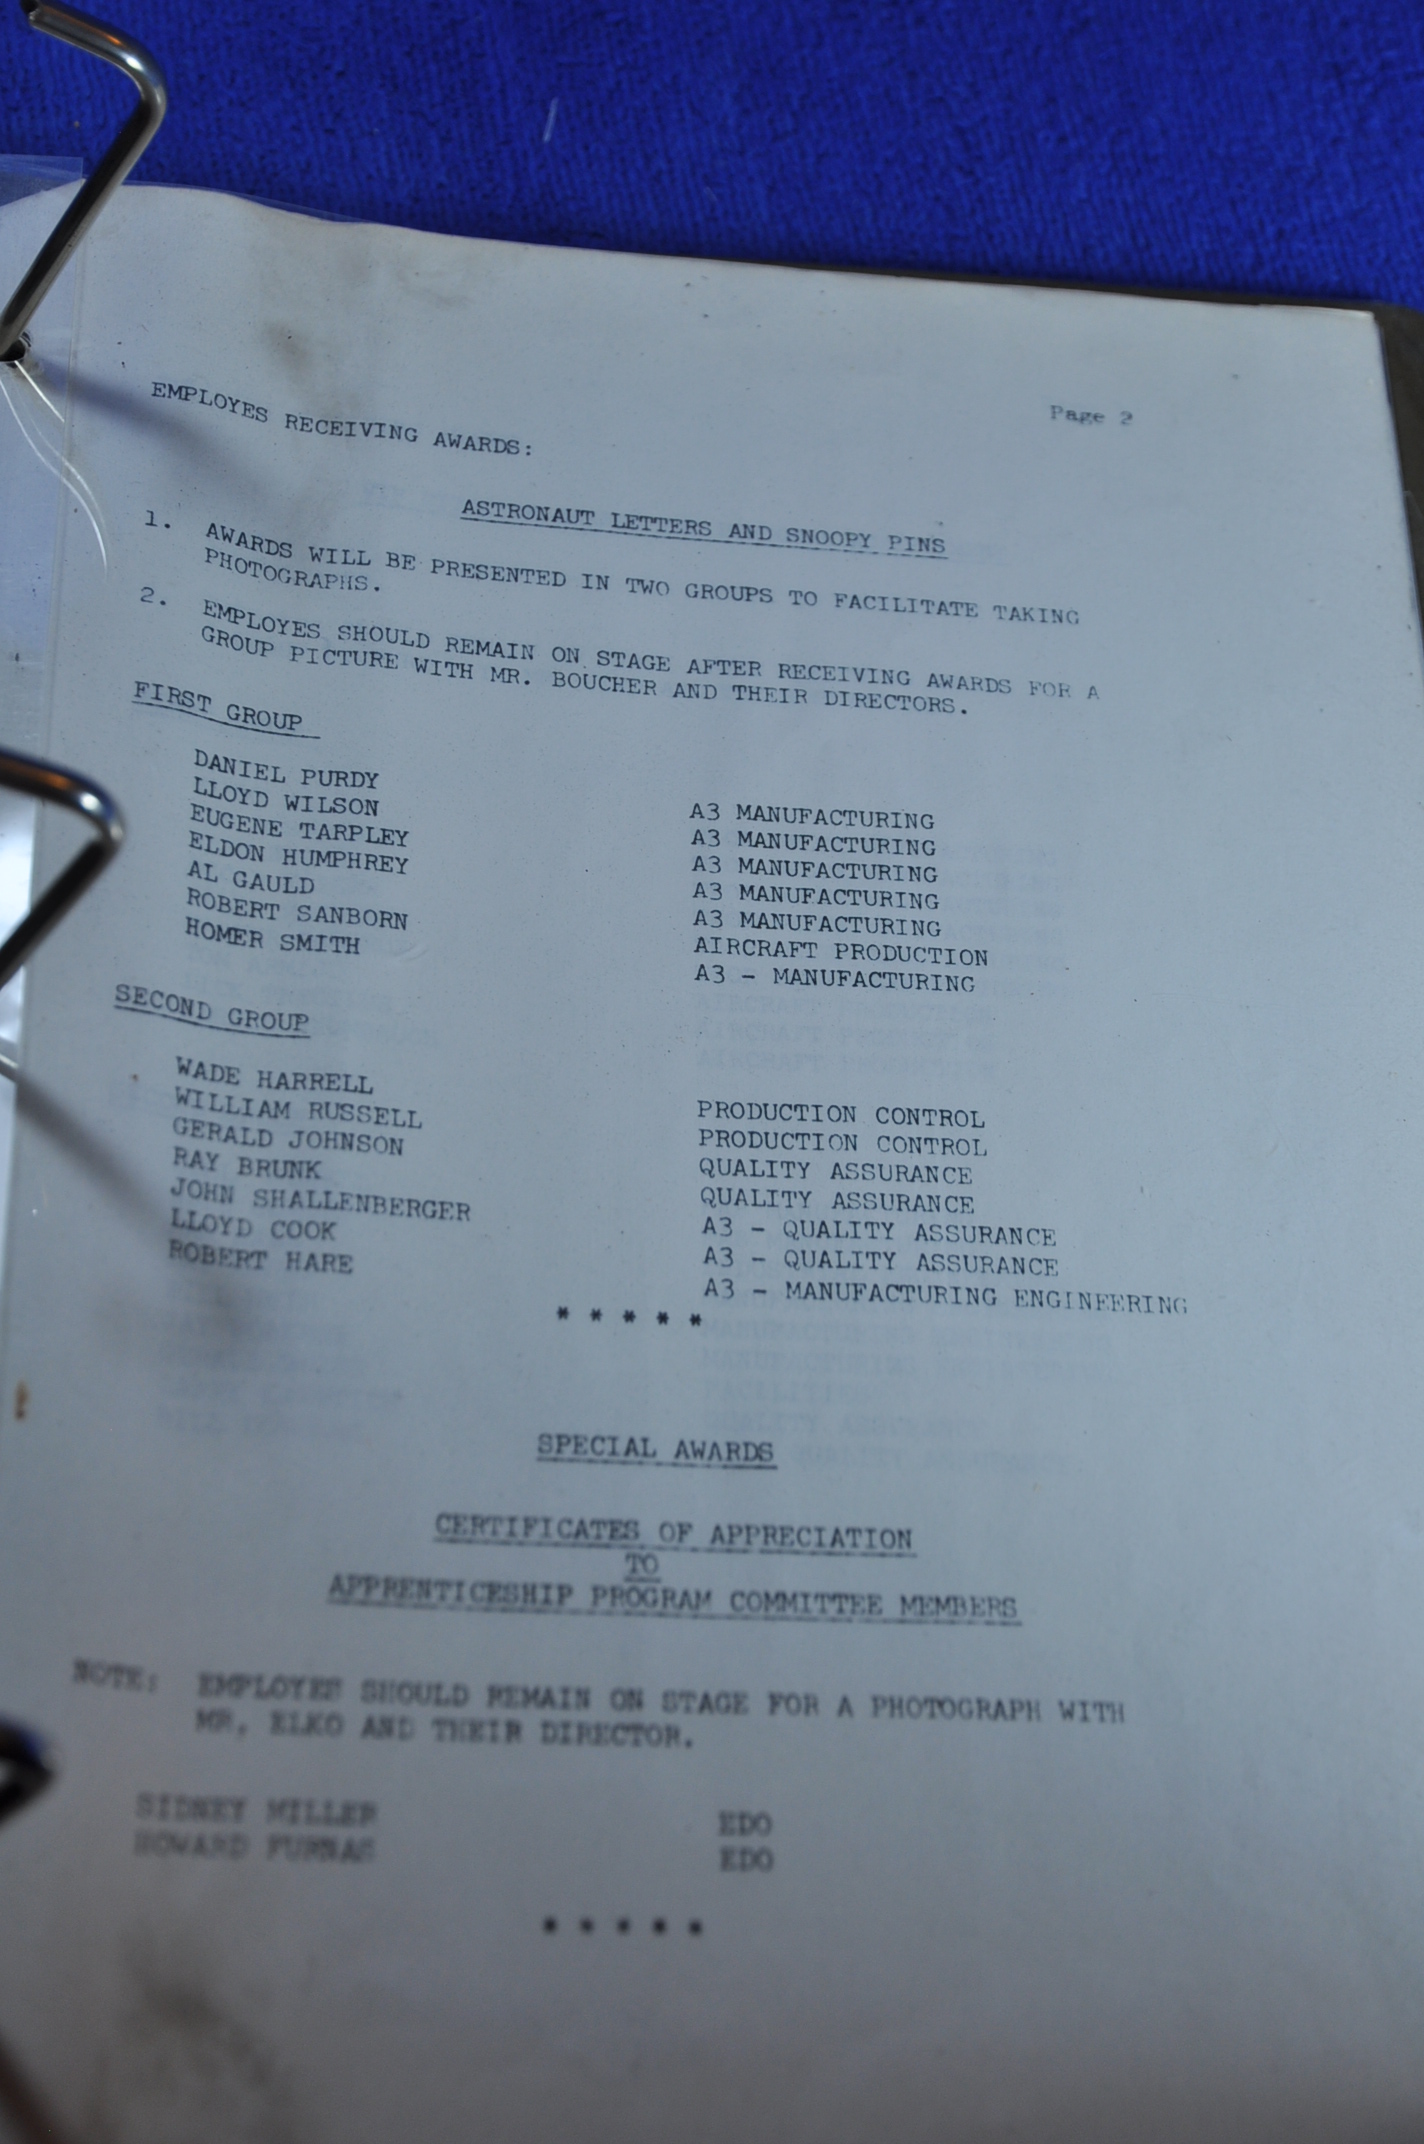 Page 2
EMPLOYES RECEIVING AWARDS:
ASTRONAUT LETTERS AND SNOOPY PINS
1. AWARDS WILL BE PRESENTED IN TWO GROUPS TO FACILITATE TAKING
PHOTOGRAPHS.
2. EMPLOYES SHOULD REMAIN ON STAGE AFTER RECEIVING AWARDS FOR A
GROUP PICTURE WITH MR. BOUCHER AND THEIR DIRECTORS.
FIRST GROUP
DANIEL PURDY A3 MANUFACTURING
LLOYD WILSON A3 MANUFACTURING
EUGENE TARPLEY A3 MANUFACTURING
ELDON HUMPHREY A3 MANUFACTURING
AL GAULD A3 MANUFACTURING
ROBERT SANBORN AIRCRAFT PRODUCTION
HOMER SMITH A3 - MANUFACTURING
SECOND GROUP
WADE HARRELL PRODUCTION CONTROL
WILLIAM RUSSELL PRODUCTION CONTROL
GERALD JOHNSON QUALITY ASSURANCE
RAY BRUNK QUALITY ASSURANCE
JOHN SHALLENBERGER A3 - QUALITY ASSURANCE
LLOYD COOK A3 - QUALITY ASSURANCE
ROBERT HARE A3 - MANUFACTURING ENGINEERING
* * * * *
SPECIAL AWARDS
CERTIFICATES OF APPRECIATION
TO
APPRENTICESHIP PROGRAM COMMITTEE MEMBERS
NOTE: EMPLOYES SHOULD REMAIN ON STAGE FOR A PHOTOGRAPH WITH
MR. ELKO AND THEIR DIRECTOR.
SIDNEY MILLER EDO
HOWARD FURNAS EDO
* * * * *